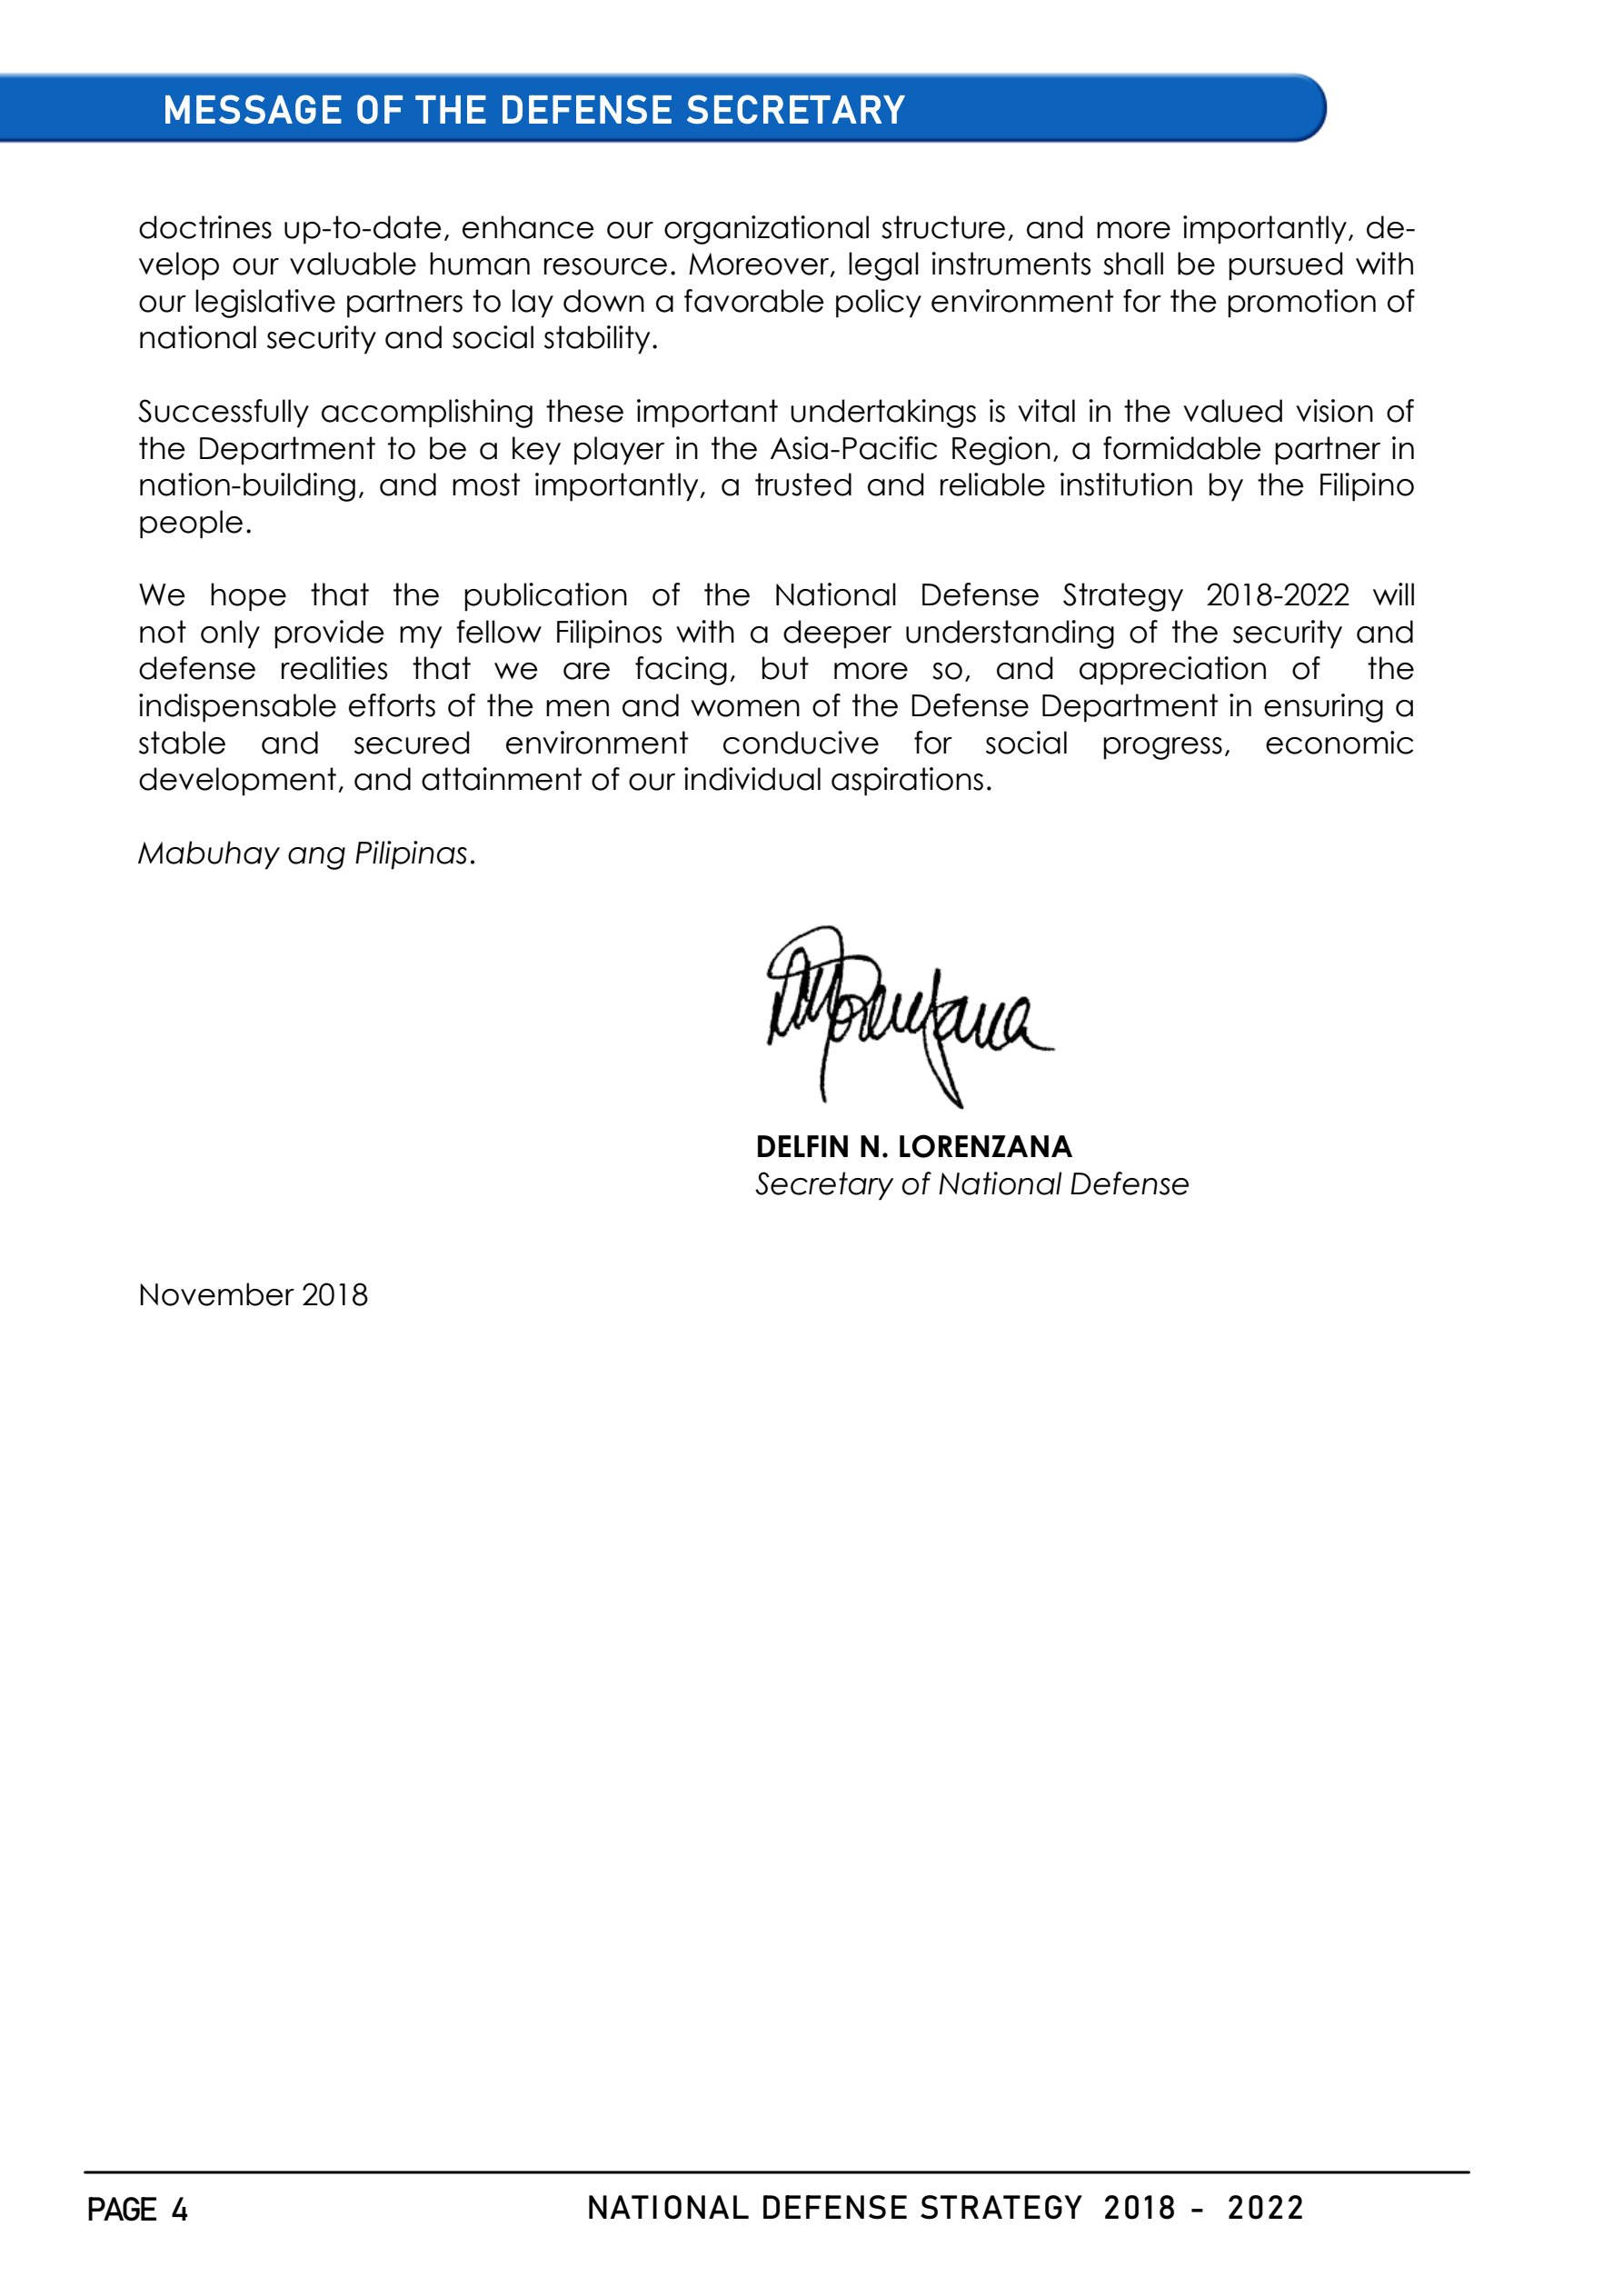 MESSAGE OF THE DEFENSE SECRETARY
doctrines up-to-date, enhance our organizational structure, and more importantly, de-
velop our valuable human resource. Moreover, legal instruments shall be pursued with
our legislative partners to lay down a favorable policy environment for the promotion of
national security and social stability.
Successfully accomplishing these important undertakings is vital in the valued vision of
the Department to be a key player in the Asia-Pacific Region, a formidable partner in
nation-building, and most importantly, a trusted and reliable institution by the Filipino
people.
We hope that the publication of the National Defense Strategy 2018-2022 will
not only provide my fellow Filipinos with a deeper understanding of the security and
defense realities that we are facing, but more so, and appreciation of the
indispensable efforts of the men and women of the Defense Department in ensuring a
stable and secured environment conducive for social progress, economic
development, and attainment of our individual aspirations.
Mabuhay ang Pilipinas.
DELFIN N. LORENZANA
Secretary of National Defense
November 2018
PAGE 4
NATIONAL DEFENSE STRATEGY 2018 - 2022